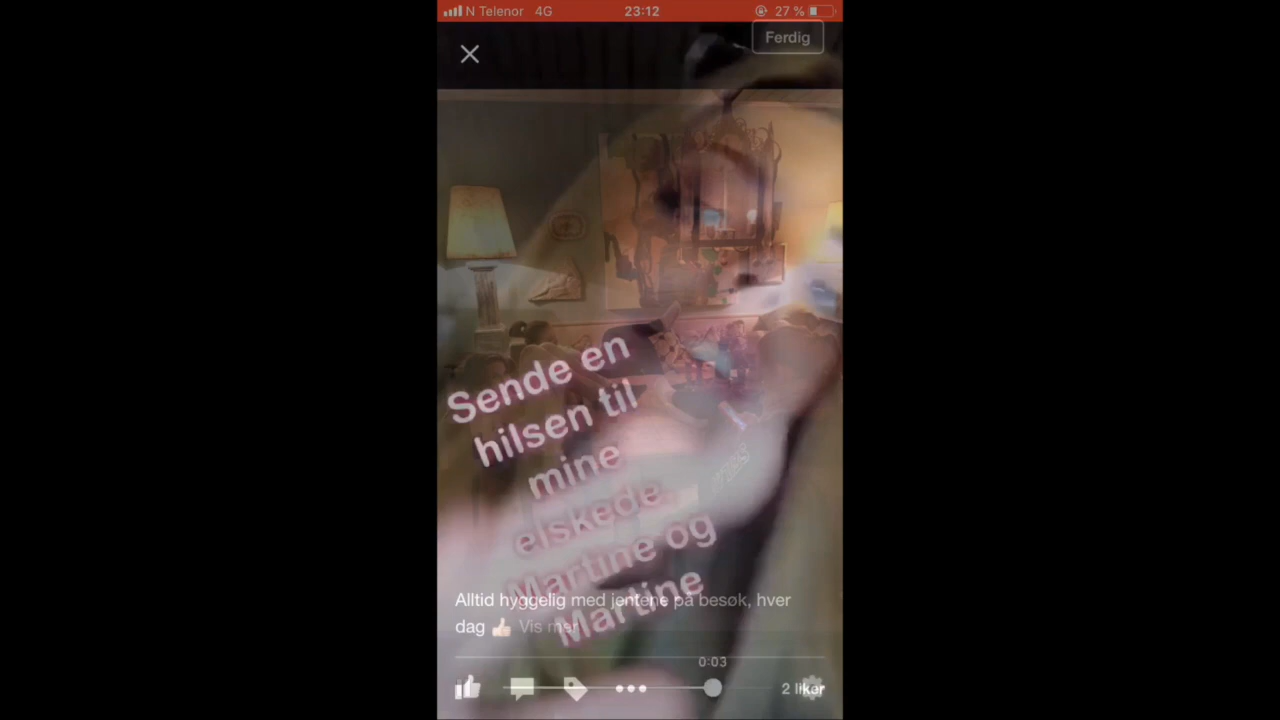 N Telenor 4G 23:12 27 %
Ferdig
Sende en
hilsen til
mine
elskede
Martine og
Martine
Alltid hyggelig med jentene på besøk, hver
dag 👍 Vis mer
0:03
2 liker